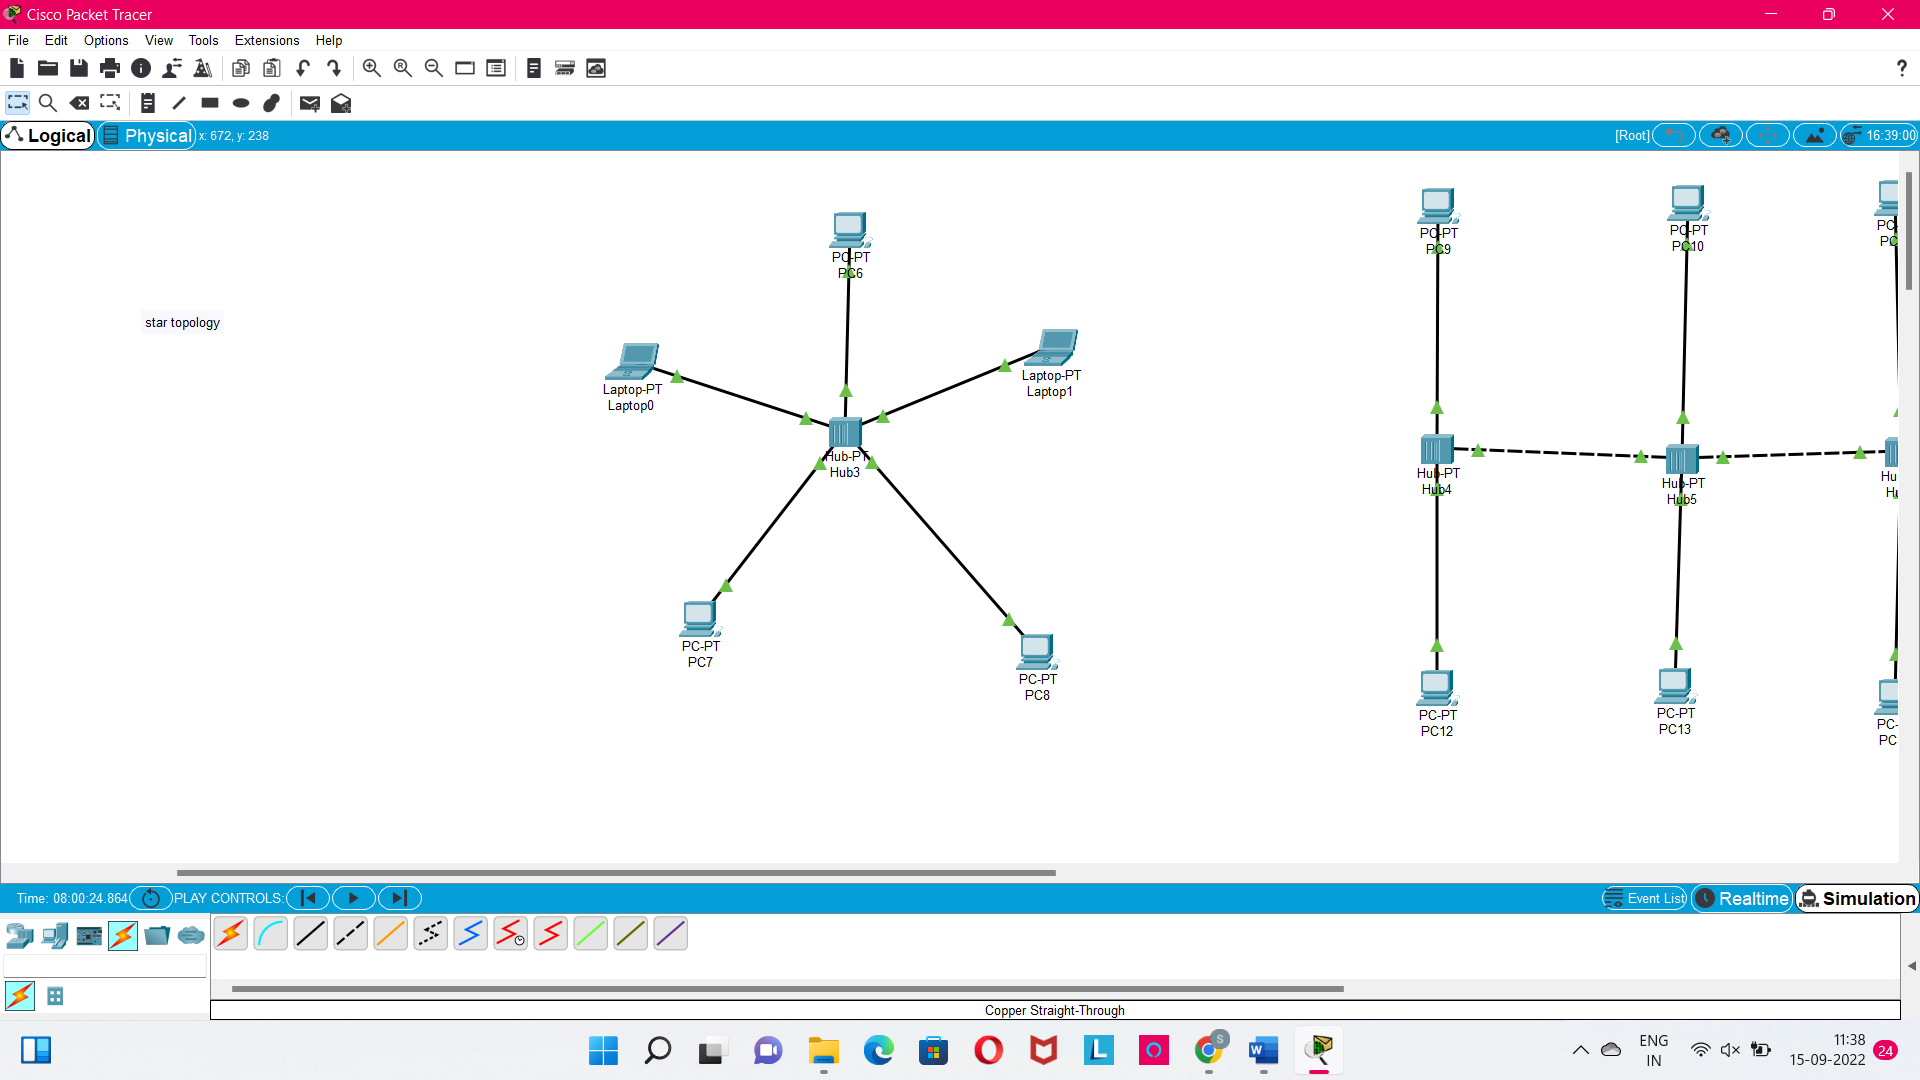 Cisco Packet Tracer
File Edit Options View Tools Extensions Help
?
Logical Physical x: 672, y: 238 [Root] 16:39:00
star topology
PC-PT
PC6
Laptop-PT
Laptop0
Laptop-PT
Laptop1
Hub-PT
Hub3
PC-PT
PC7
PC-PT
PC8
PC-PT
PC9
PC-PT
PC10
PC-
PC
Hub-PT
Hub4
Hub-PT
Hub5
Hu
Hu
PC-PT
PC12
PC-PT
PC13
PC-
PC
Time: 08:00:24.864 PLAY CONTROLS: Event List Realtime Simulation
Copper Straight-Through
ENG
IN
11:38
15-09-2022
24